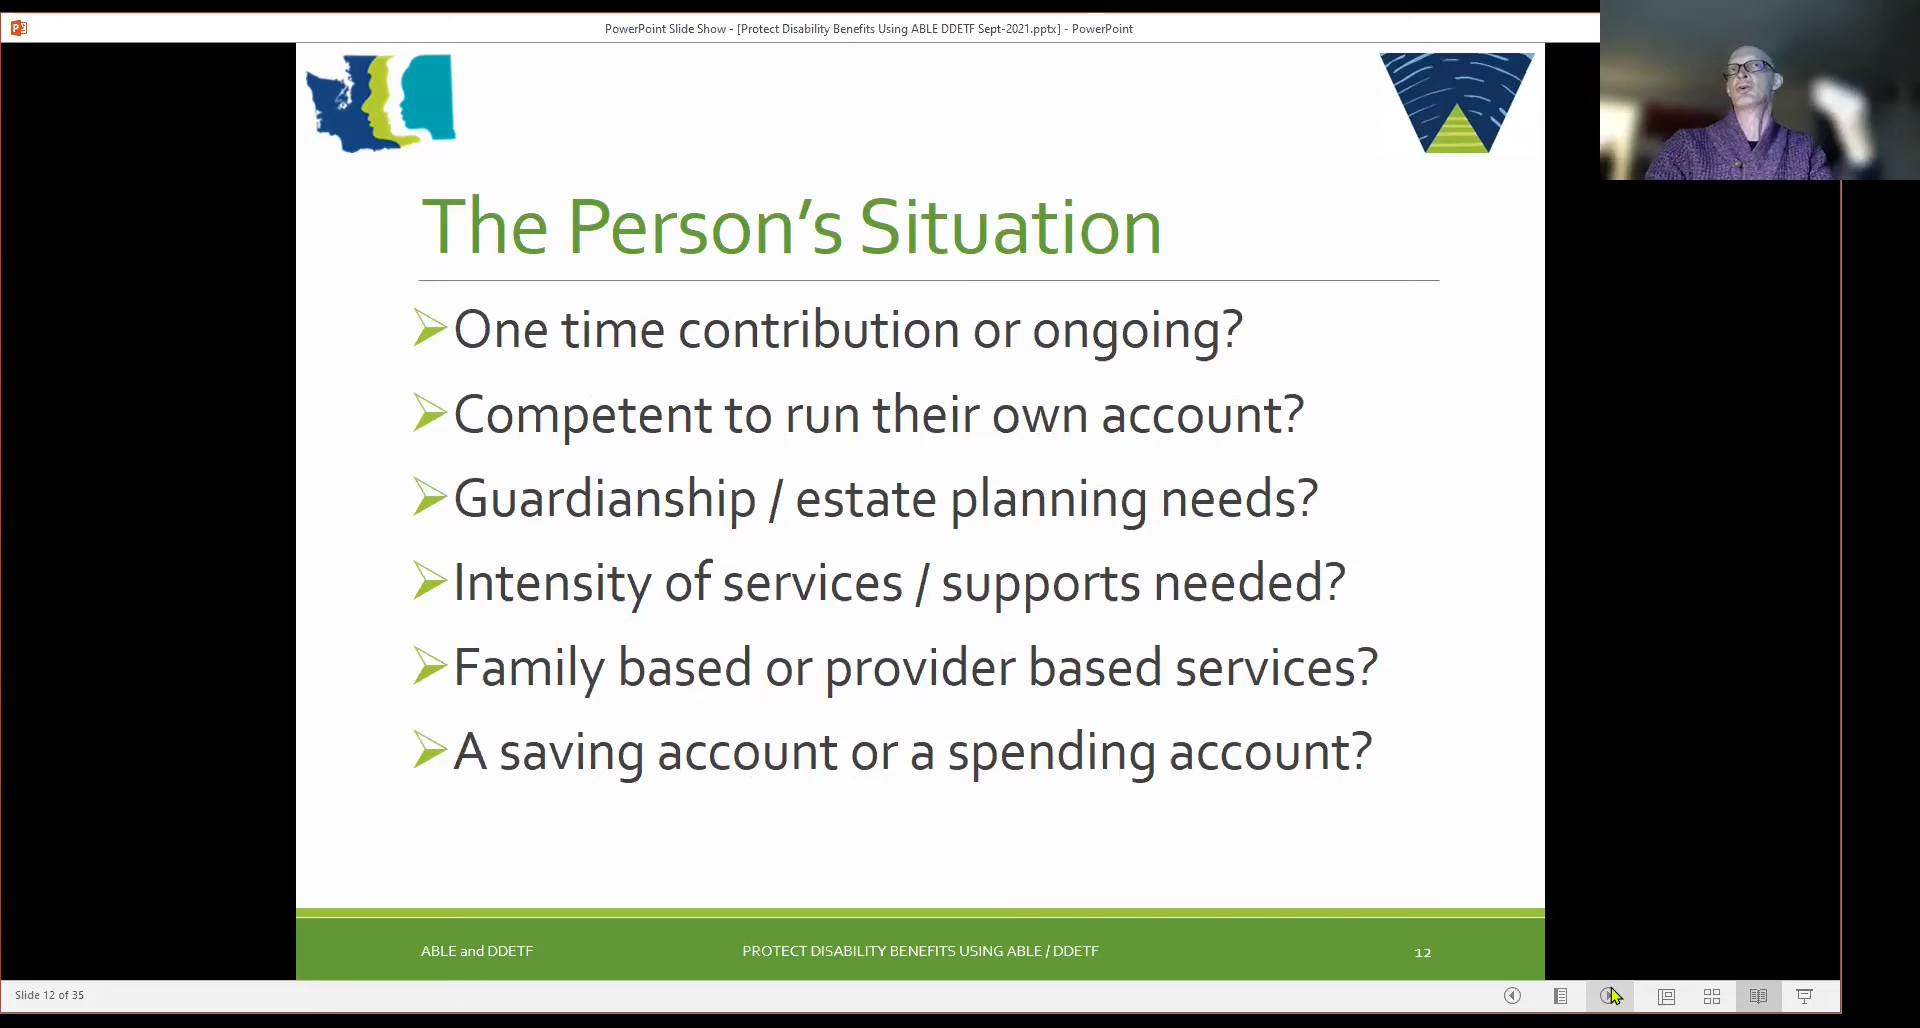 PowerPoint Slide Show - [Protect Disability Benefits Using ABLE DDETF Sept-2021.pptx] - PowerPoint
The Person's Situation
One time contribution or ongoing?
Competent to run their own account?
Guardianship / estate planning needs?
Intensity of services / supports needed?
Family based or provider based services?
A saving account or a spending account?
ABLE and DDETF
PROTECT DISABILITY BENEFITS USING ABLE / DDETF
12
Slide 12 of 35